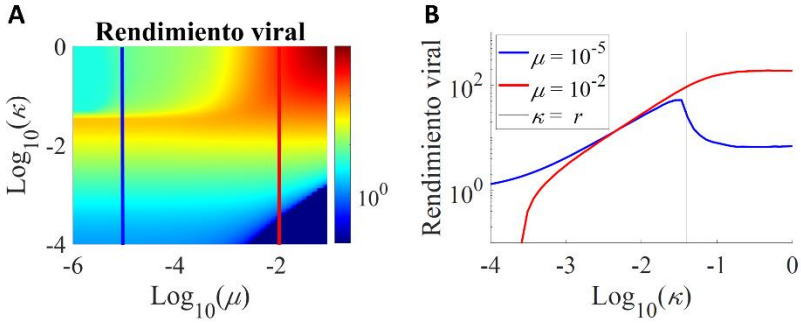 A
Rendimiento viral
Log10(κ)
0
-2
-4
-6
-4
-2
Log10(μ)
10^0
B
Rendimiento viral
10^2
10^0
μ = 10^-5
μ = 10^-2
κ = r
-4
-3
-2
-1
0
Log10(κ)